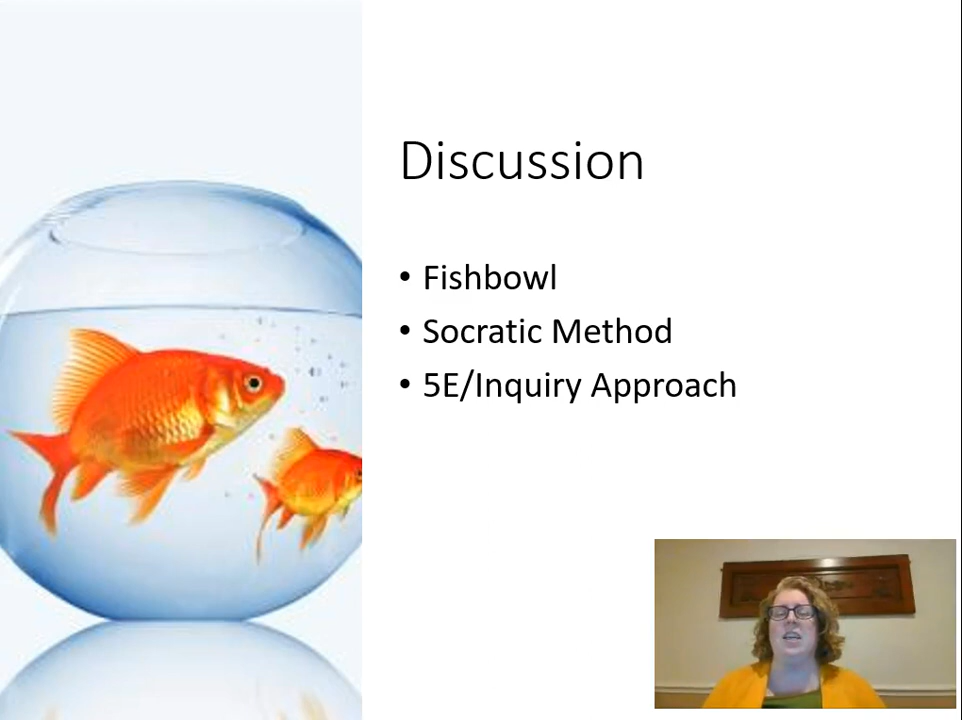 Discussion
• Fishbowl
• Socratic Method
• 5E/Inquiry Approach